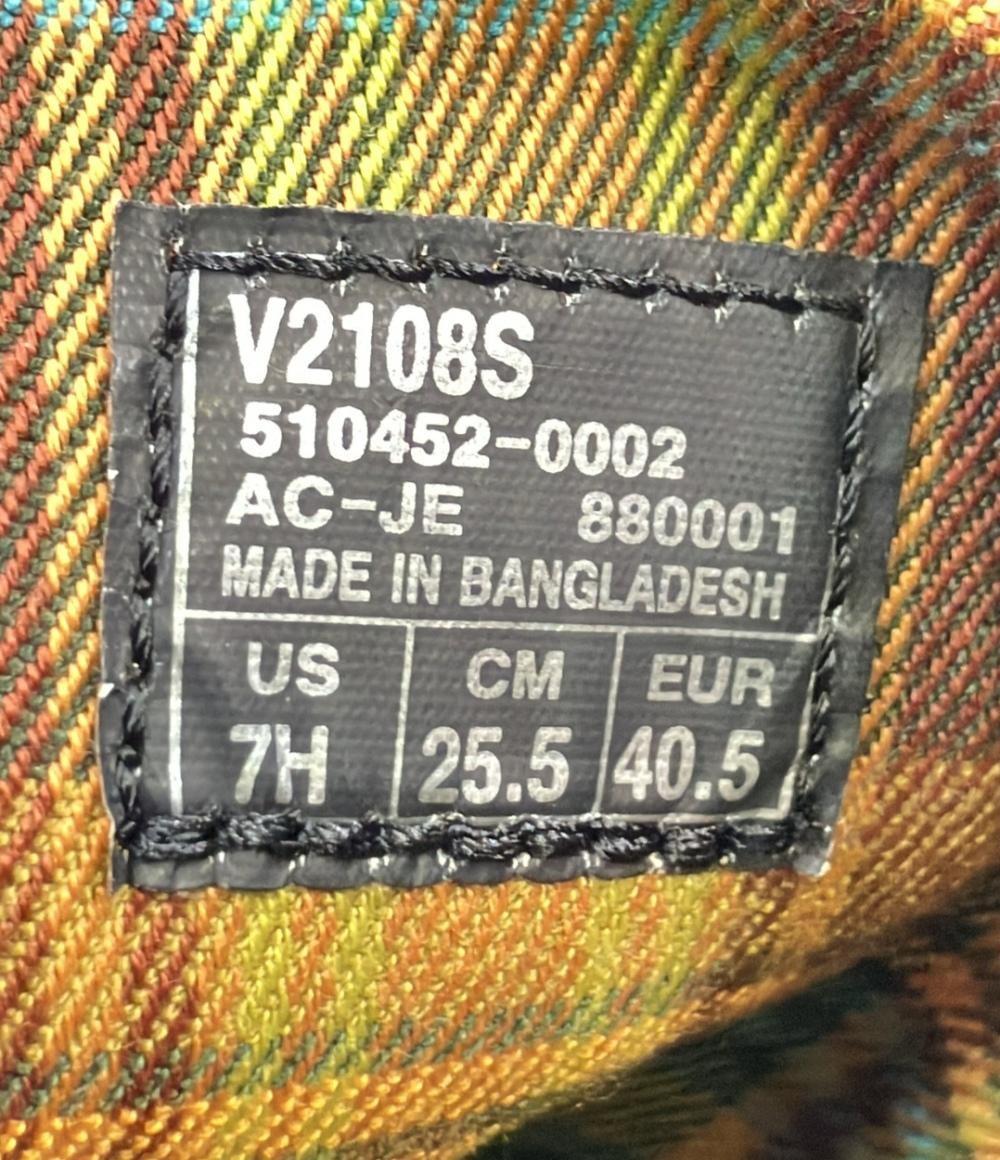 V2108S
510452-0002
AC-JE 880001
MADE IN BANGLADESH
US CM EUR
7H 25.5 40.5